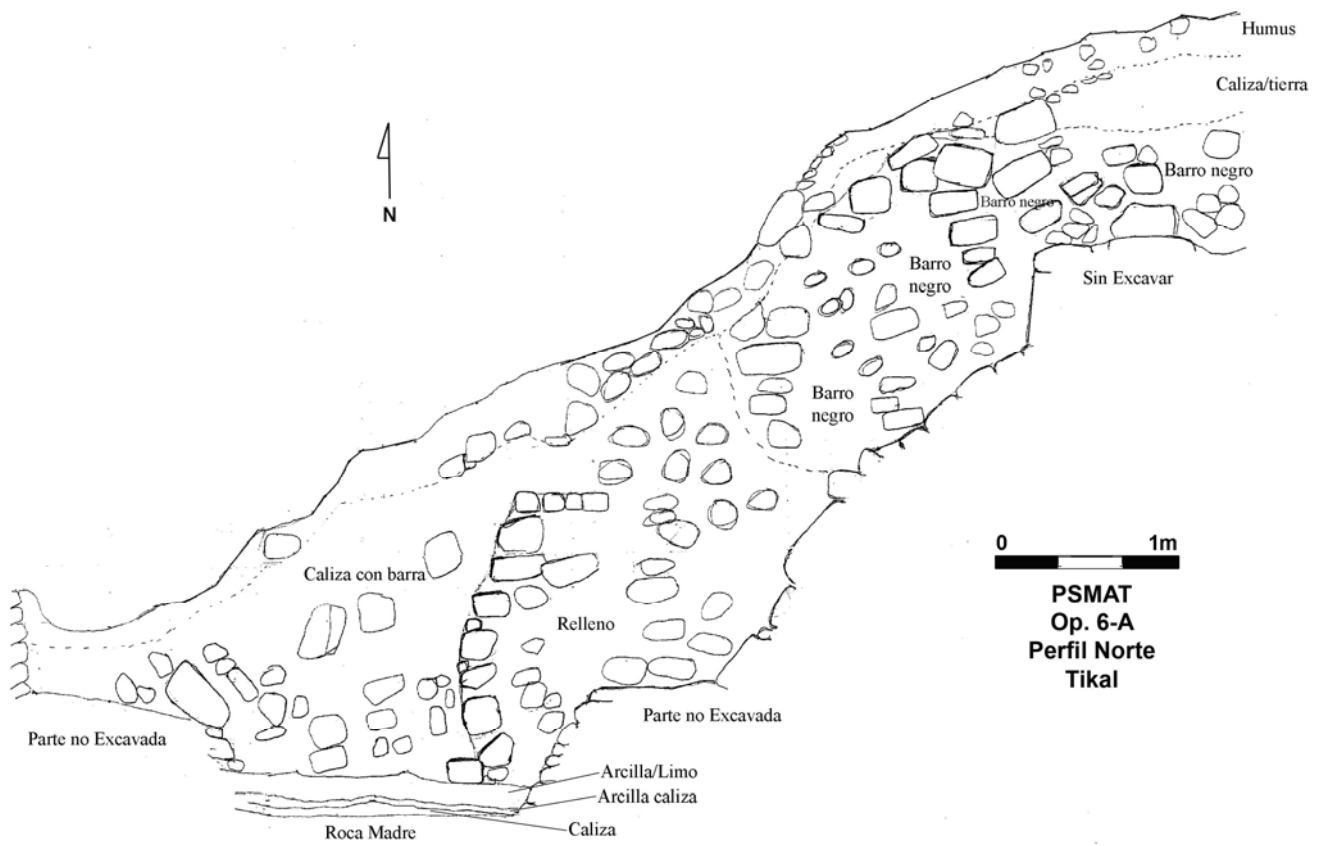 Humus
Caliza/tierra
N
Barro negro
Barro negro
Barro
negro
Sin Excavar
Barro
negro
0 1m
Caliza con barra
PSMAT
Op. 6-A
Perfil Norte
Tikal
Relleno
Parte no Excavada
Parte no Excavada
Arcilla/Limo
Arcilla caliza
Caliza
Roca Madre